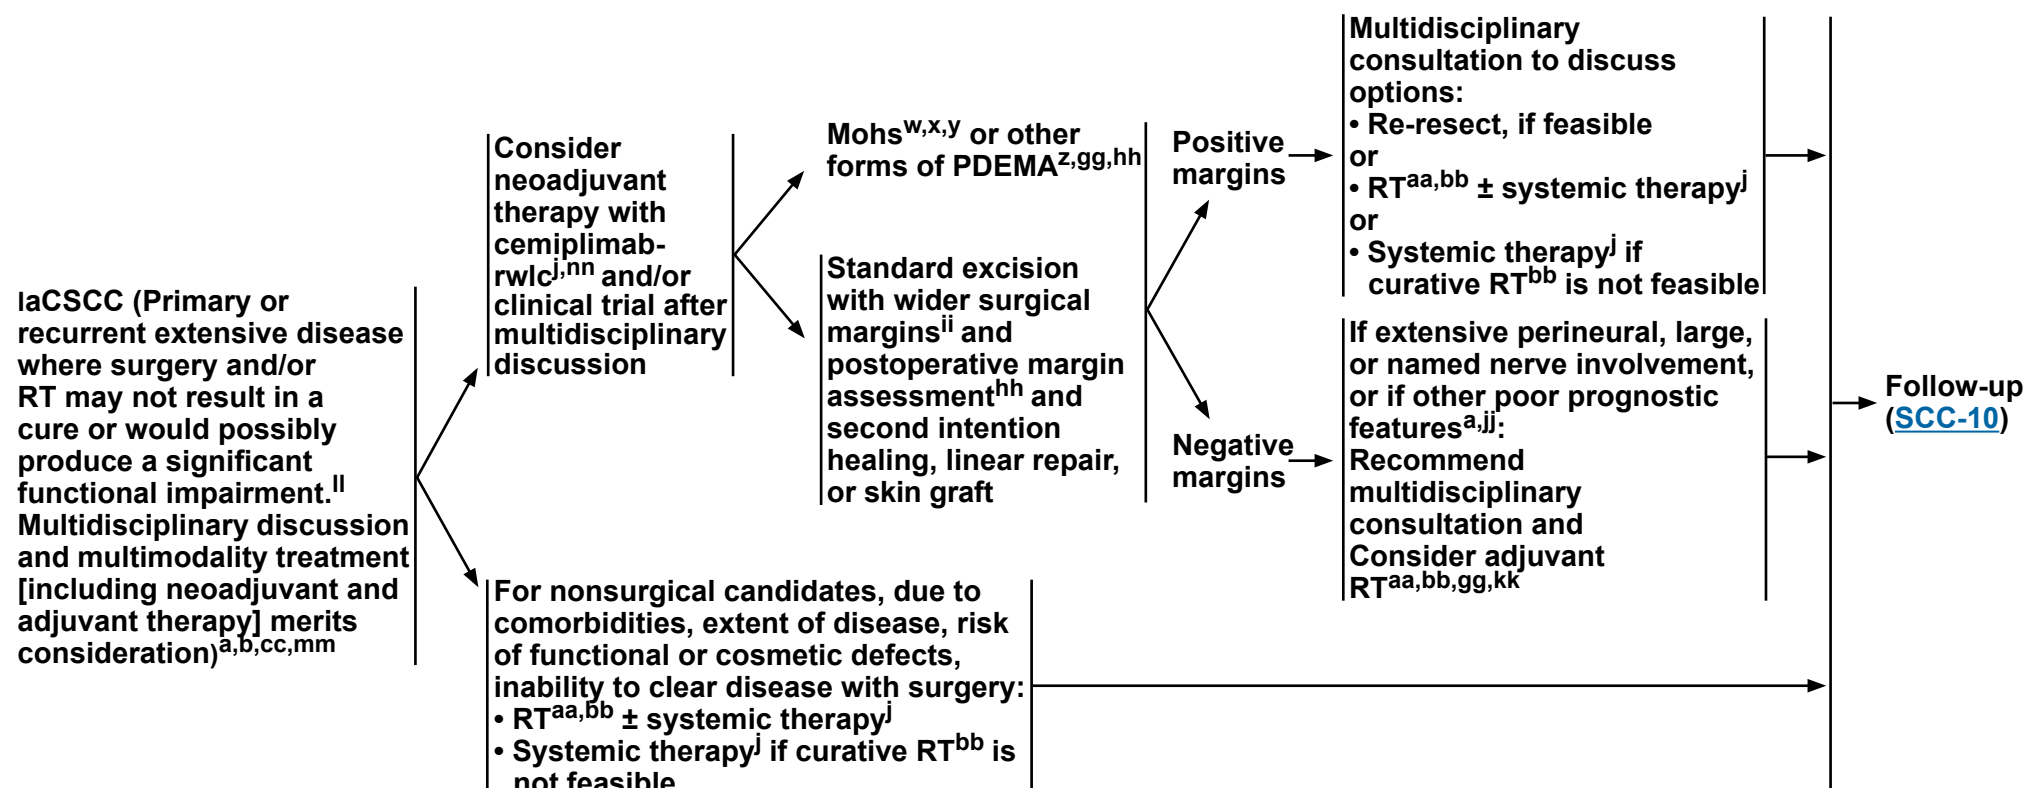 laCSCC (Primary or
recurrent extensive disease
where surgery and/or
RT may not result in a
cure or would possibly
produce a significant
functional impairment.ll
Multidisciplinary discussion
and multimodality treatment
[including neoadjuvant and
adjuvant therapy] merits
consideration)a,b,cc,mm
Consider
neoadjuvant
therapy with
cemiplimab-
rwlcj,nn and/or
clinical trial after
multidisciplinary
discussion
For nonsurgical candidates, due to
comorbidities, extent of disease, risk
of functional or cosmetic defects,
inability to clear disease with surgery:
• RTaa,bb ± systemic therapyj
• Systemic therapyj if curative RTbb is
not feasible
Mohsw,x,y or other
forms of PDEMAz,gg,hh
Standard excision
with wider surgical
marginsii and
postoperative margin
assessmenthh and
second intention
healing, linear repair,
or skin graft
Positive
margins
Negative
margins
Multidisciplinary
consultation to discuss
options:
• Re-resect, if feasible
or
• RTaa,bb ± systemic therapyj
or
• Systemic therapyj if
curative RTbb is not feasible
If extensive perineural, large,
or named nerve involvement,
or if other poor prognostic
featuresa,jj:
Recommend
multidisciplinary
consultation and
Consider adjuvant
RTaa,bb,gg,kk
Follow-up
(SCC-10)